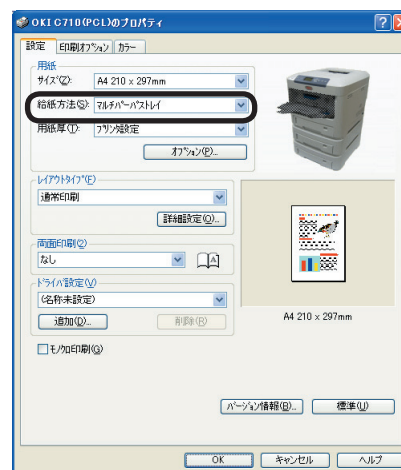 OKI C710(PCL)のプロパティ
設定 印刷オプション カラー
用紙
サイズ(Z): A4 210 x 297mm
給紙方法(S): マルチパーパストレイ
用紙厚(T): プリンタ設定
オプション(P)...
レイアウトタイプ(F)
通常印刷
詳細設定(O)...
両面印刷(2)
なし
ドライバ設定(V)
(名称未設定)
追加(D)... 削除(R)
A4 210 x 297mm
モノクロ印刷(G)
バージョン情報(B)... 標準(U)
OK キャンセル ヘルプ